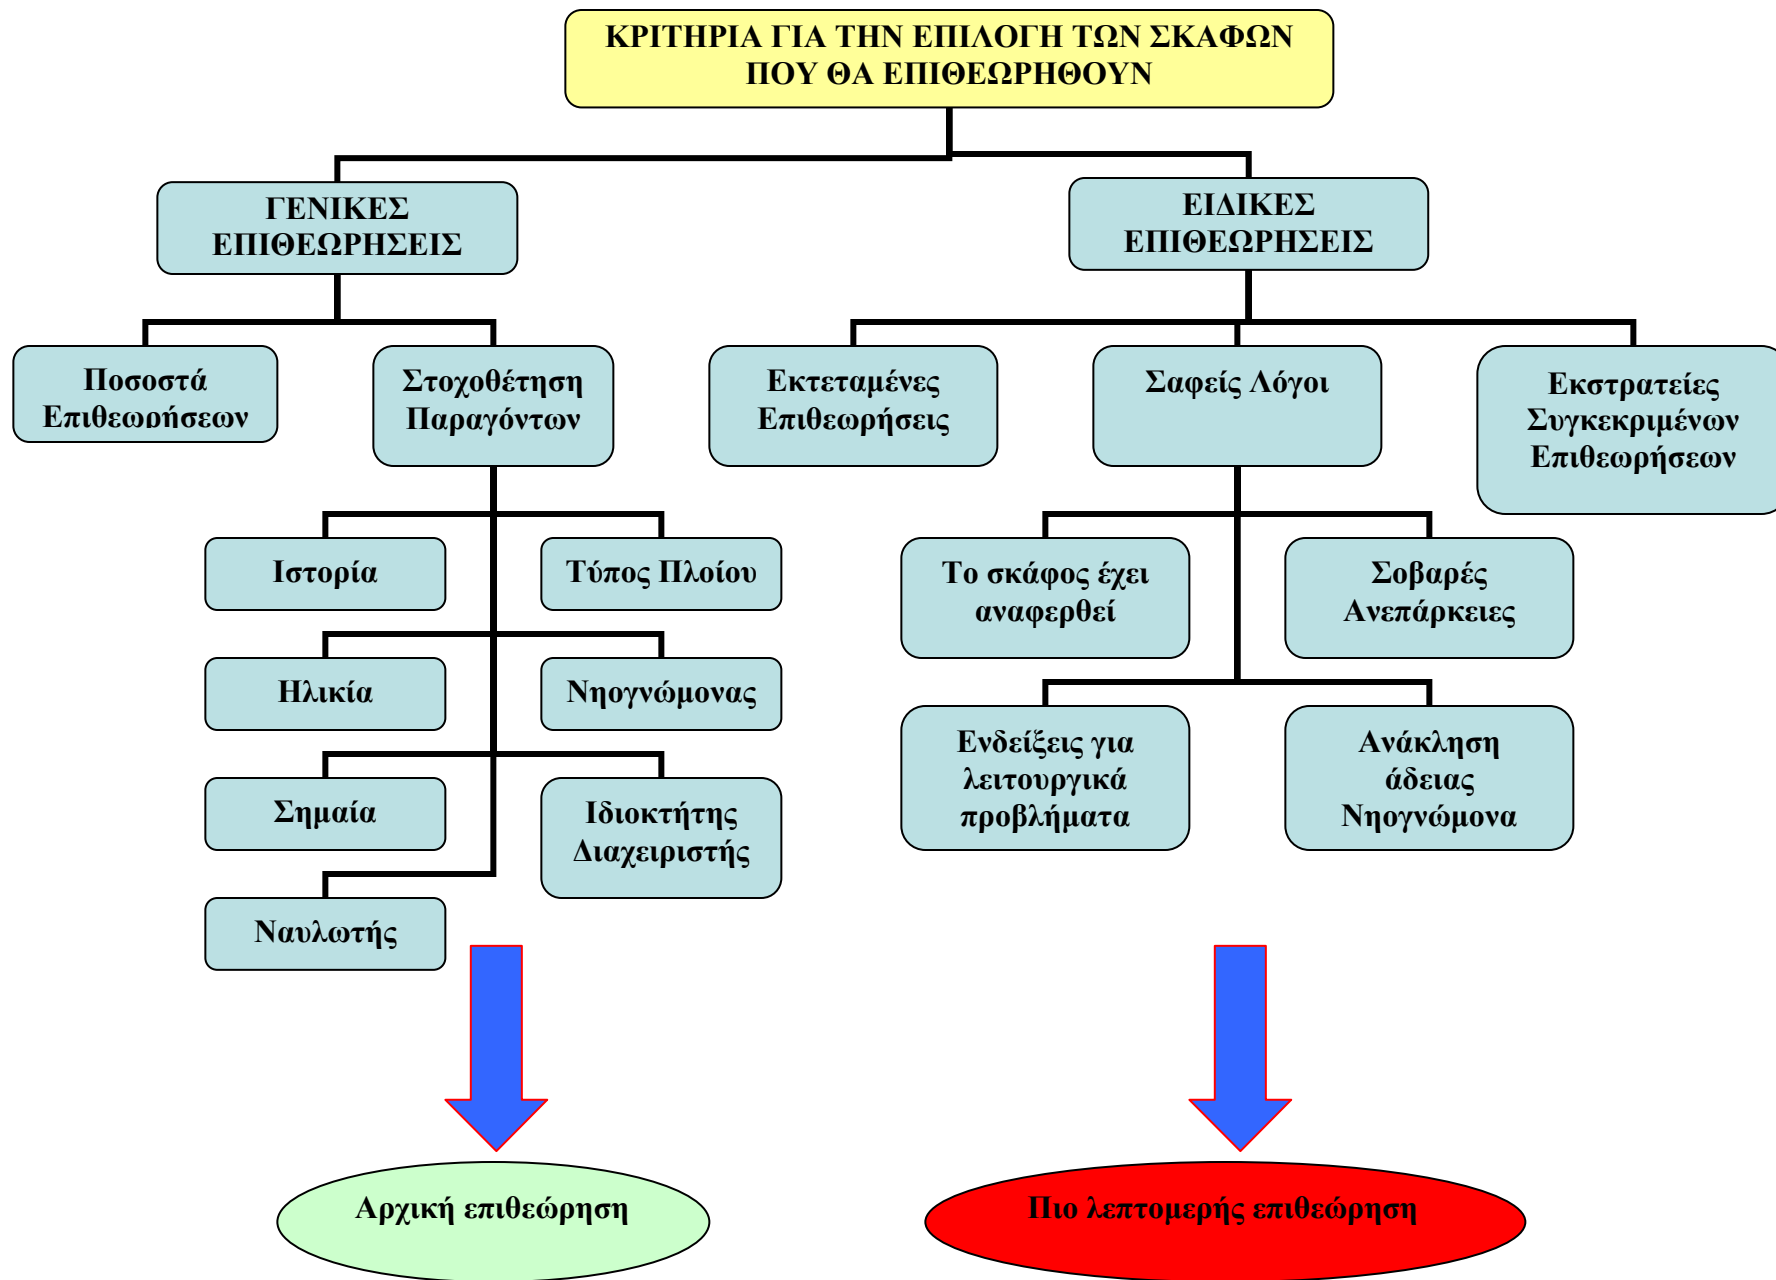 ΚΡΙΤΗΡΙΑ ΓΙΑ ΤΗΝ ΕΠΙΛΟΓΗ ΤΩΝ ΣΚΑΦΩΝ
ΠΟΥ ΘΑ ΕΠΙΘΕΩΡΗΘΟΥΝ
ΓΕΝΙΚΕΣ
ΕΠΙΘΕΩΡΗΣΕΙΣ
ΕΙΔΙΚΕΣ
ΕΠΙΘΕΩΡΗΣΕΙΣ
Ποσοστά
Επιθεωρήσεων
Στοχοθέτηση
Παραγόντων
Εκτεταμένες
Επιθεωρήσεις
Σαφείς Λόγοι
Εκστρατείες
Συγκεκριμένων
Επιθεωρήσεων
Ιστορία
Τύπος Πλοίου
Ηλικία
Νηογνώμονας
Σημαία
Ιδιοκτήτης
Διαχειριστής
Ναυλωτής
Το σκάφος έχει
αναφερθεί
Σοβαρές
Ανεπάρκειες
Ενδείξεις για
λειτουργικά
προβλήματα
Ανάκληση
άδειας
Νηογνώμονα
Αρχική επιθεώρηση
Πιο λεπτομερής επιθεώρηση